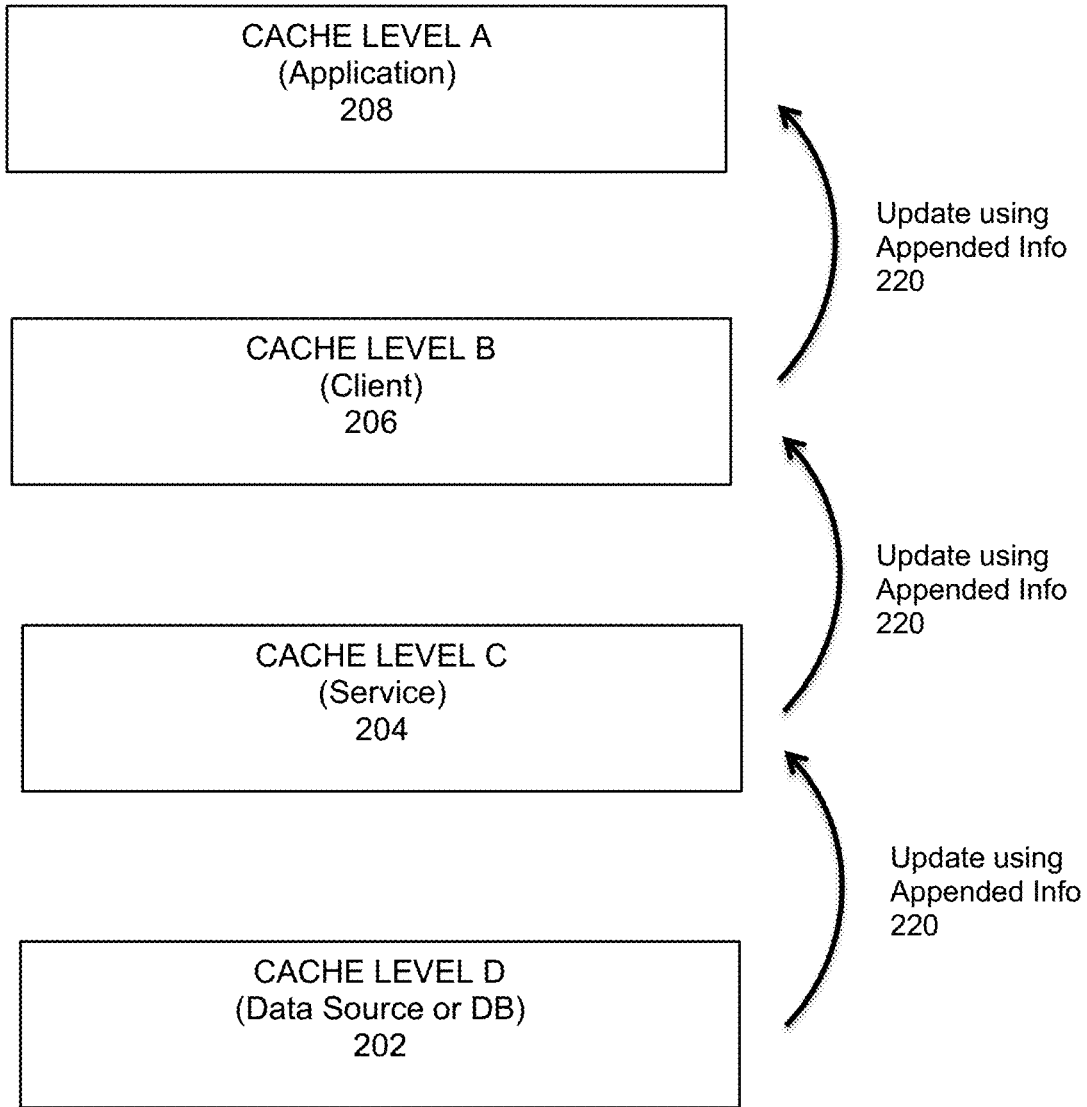 CACHE LEVEL A
(Application)
208
Update using
Appended Info
220
CACHE LEVEL B
(Client)
206
Update using
Appended Info
220
CACHE LEVEL C
(Service)
204
Update using
Appended Info
220
CACHE LEVEL D
(Data Source or DB)
202